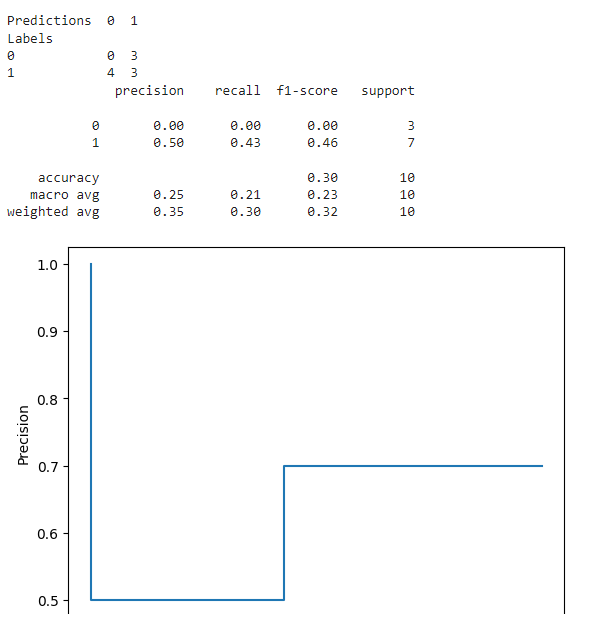 Predictions  0  1
Labels
0            0  3
1            4  3
              precision    recall  f1-score   support

           0       0.00      0.00      0.00         3
           1       0.50      0.43      0.46         7

    accuracy                           0.30        10
   macro avg       0.25      0.21      0.23        10
weighted avg       0.35      0.30      0.32        10

1.0
0.9
0.8
Precision
0.7
0.6
0.5